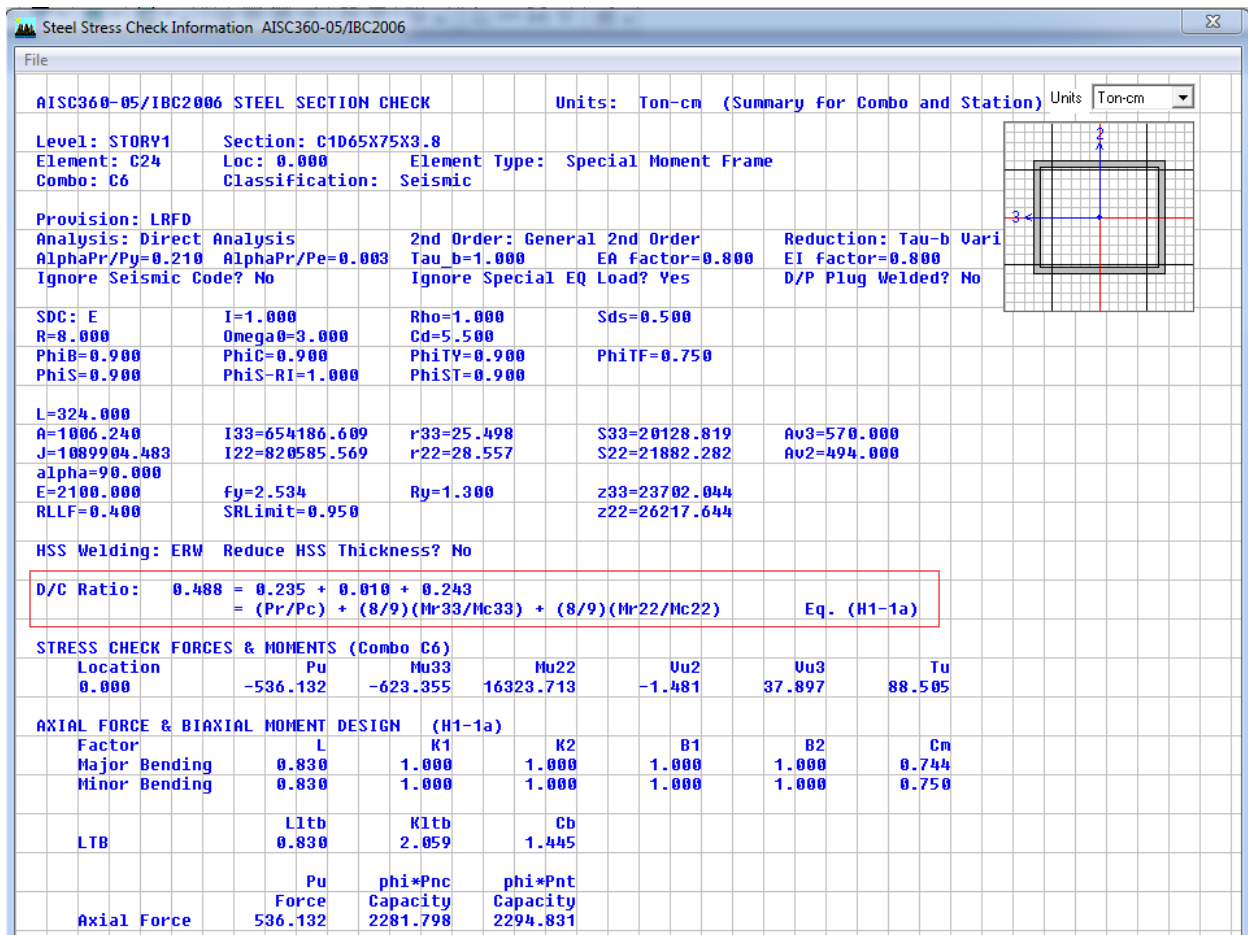 Steel Stress Check Information AISC360-05/IBC2006
File
AISC360-05/IBC2006 STEEL SECTION CHECK Units: Ton-cm (Summary for Combo and Station) Units Ton-cm
Level: STORY1 Section: C1D65X75X3.8
Element: C24 Loc: 0.000 Element Type: Special Moment Frame
Combo: C6 Classification: Seismic
2
3
Provision: LRFD
Analysis: Direct Analysis 2nd Order: General 2nd Order Reduction: Tau-b Vari
AlphaPr/Py=0.210 AlphaPr/Pe=0.003 Tau_b=1.000 EA factor=0.800 EI factor=0.800
Ignore Seismic Code? No Ignore Special EQ Load? Yes D/P Plug Welded? No
SDC: E I=1.000 Rho=1.000 Sds=0.500
R=8.000 Omega0=3.000 Cd=5.500
PhiB=0.900 PhiC=0.900 PhiTY=0.900 PhiTF=0.750
PhiS=0.900 PhiS-RI=1.000 PhiST=0.900
L=324.000
A=1006.240 I33=654186.609 r33=25.498 S33=20128.819 Av3=570.000
J=1089904.483 I22=820585.569 r22=28.557 S22=21882.282 Av2=494.000
alpha=90.000
E=2100.000 fy=2.534 Ry=1.300 z33=23702.044
RLLF=0.400 SRLimit=0.950 z22=26217.644
HSS Welding: ERW Reduce HSS Thickness? No
D/C Ratio: 0.488 = 0.235 + 0.010 + 0.243
= (Pr/Pc) + (8/9)(Mr33/Mc33) + (8/9)(Mr22/Mc22) Eq. (H1-1a)
STRESS CHECK FORCES & MOMENTS (Combo C6)
Location Pu Mu33 Mu22 Vu2 Vu3 Tu
0.000 -536.132 -623.355 16323.713 -1.481 37.897 88.505
AXIAL FORCE & BIAXIAL MOMENT DESIGN (H1-1a)
Factor L K1 K2 B1 B2 Cm
Major Bending 0.830 1.000 1.000 1.000 1.000 0.744
Minor Bending 0.830 1.000 1.000 1.000 1.000 0.750
Lltb Kltb Cb
LTB 0.830 2.059 1.445
Pu phi*Pnc phi*Pnt
Force Capacity Capacity
Axial Force 536.132 2281.798 2294.831